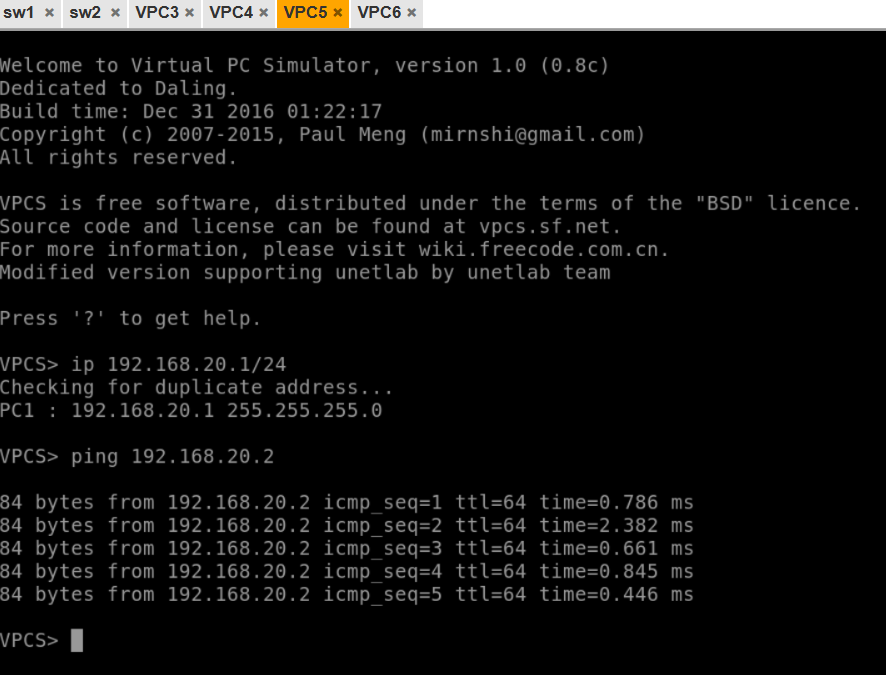 sw1 × sw2 × VPC3 × VPC4 × VPC5 × VPC6 ×
Welcome to Virtual PC Simulator, version 1.0 (0.8c)
Dedicated to Daling.
Build time: Dec 31 2016 01:22:17
Copyright (c) 2007-2015, Paul Meng (mirnshi@gmail.com)
All rights reserved.
VPCS is free software, distributed under the terms of the "BSD" licence.
Source code and license can be found at vpcs.sf.net.
For more information, please visit wiki.freecode.com.cn.
Modified version supporting unetlab by unetlab team
Press '?' to get help.
VPCS> ip 192.168.20.1/24
Checking for duplicate address...
PC1 : 192.168.20.1 255.255.255.0
VPCS> ping 192.168.20.2
84 bytes from 192.168.20.2 icmp_seq=1 ttl=64 time=0.786 ms
84 bytes from 192.168.20.2 icmp_seq=2 ttl=64 time=2.382 ms
84 bytes from 192.168.20.2 icmp_seq=3 ttl=64 time=0.661 ms
84 bytes from 192.168.20.2 icmp_seq=4 ttl=64 time=0.845 ms
84 bytes from 192.168.20.2 icmp_seq=5 ttl=64 time=0.446 ms
VPCS>